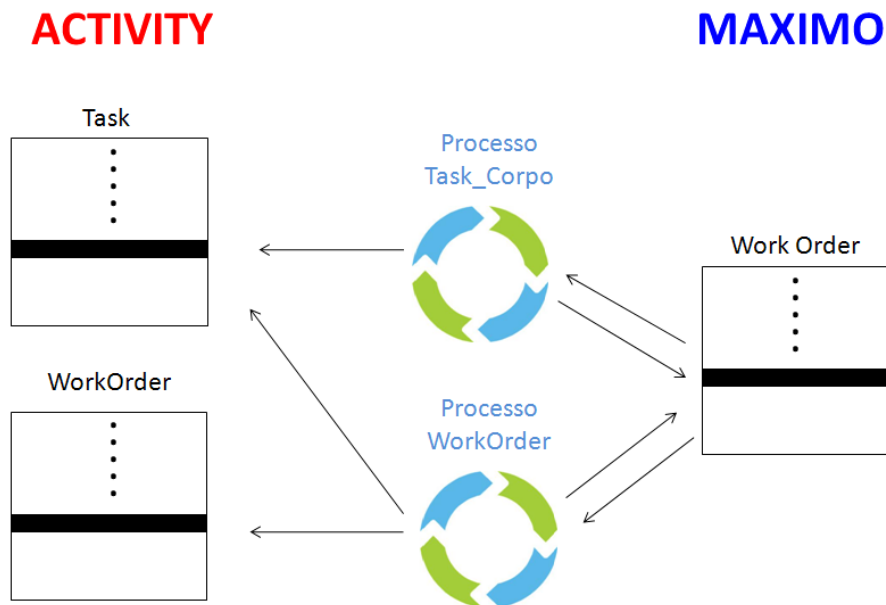 ACTIVITY
MAXIMO
Task
Processo
Task_Corpo
Work Order
WorkOrder
Processo
WorkOrder